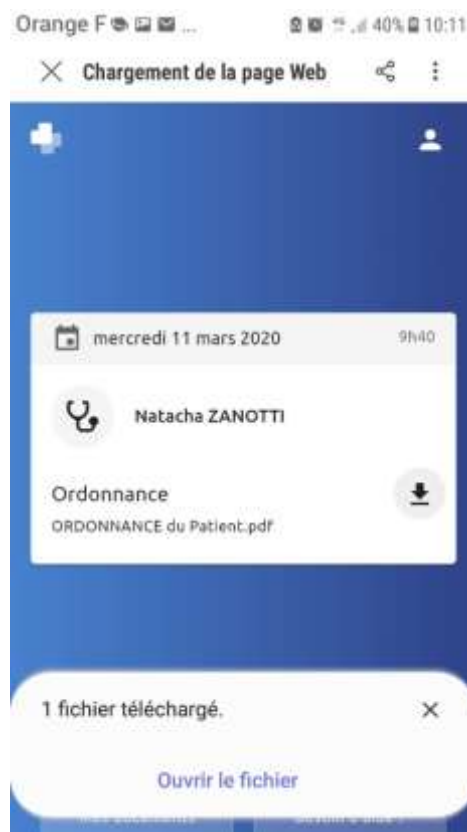 Orange F ... 40% 10:11
Chargement de la page Web
mercredi 11 mars 2020 9h40
Natacha ZANOTTI
Ordonnance
ORDONNANCE du Patient.pdf
1 fichier téléchargé.
Ouvrir le fichier